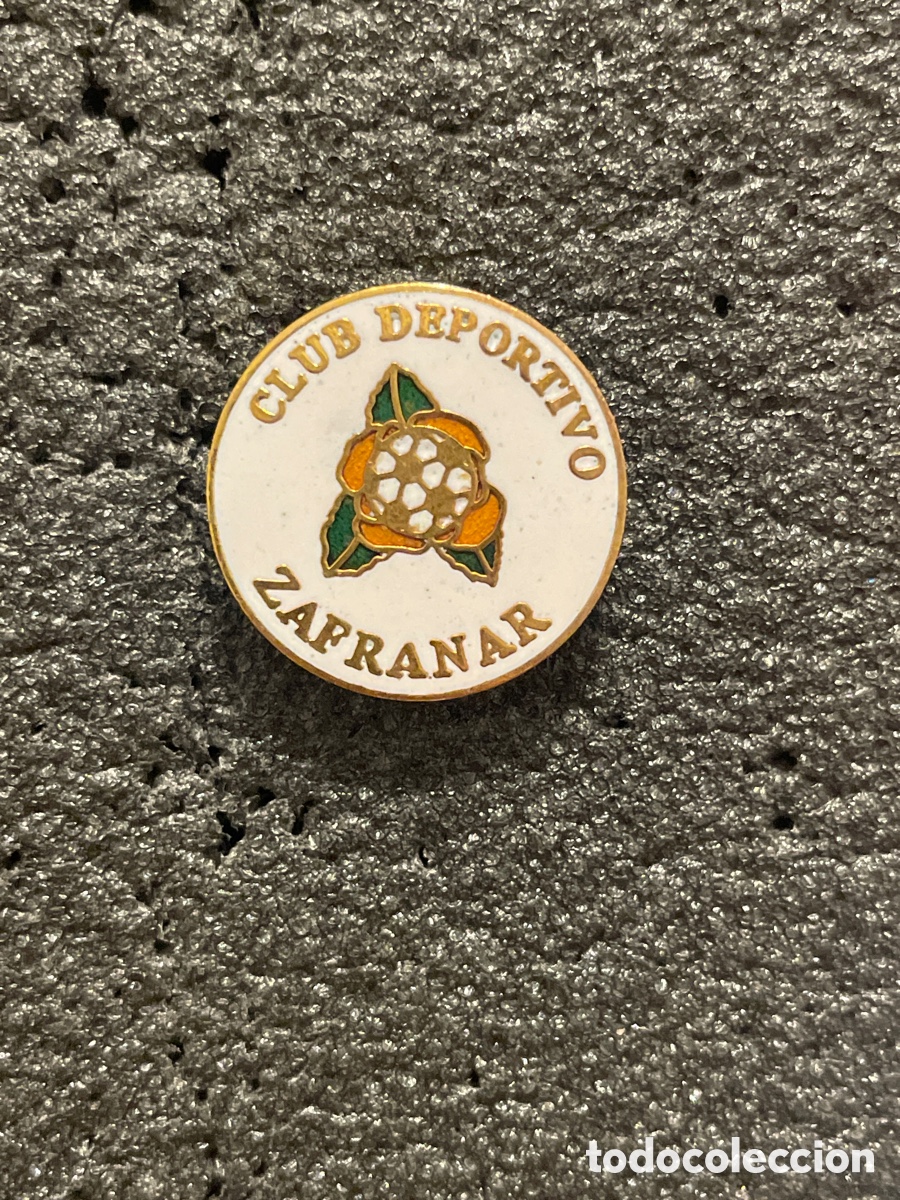 CLUB DEPORTIVO
ZAFRANAR
todocoleccion